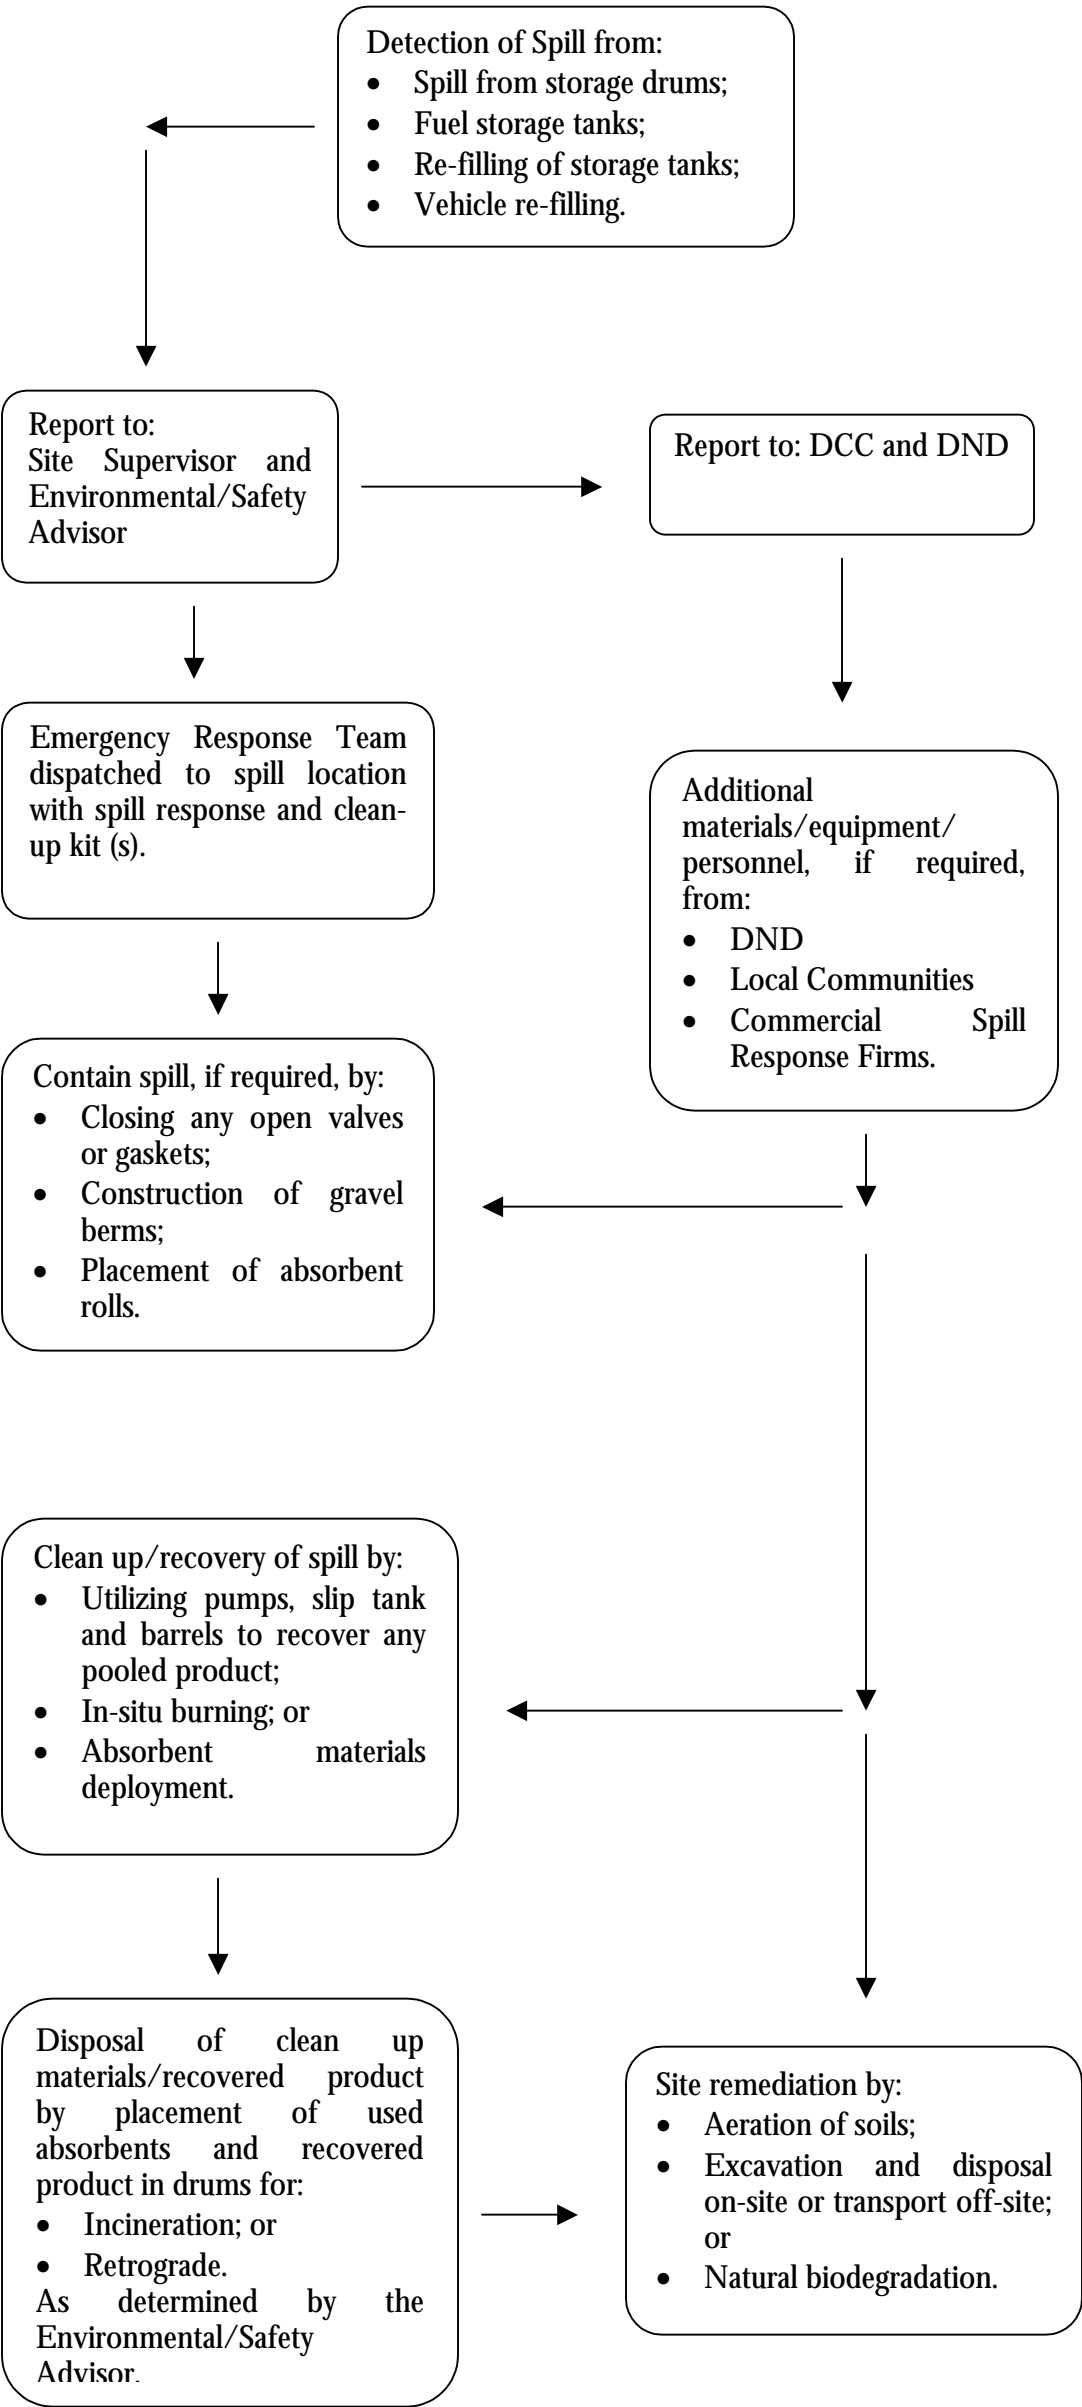 Detection of Spill from:
• Spill from storage drums;
• Fuel storage tanks;
• Re-filling of storage tanks;
• Vehicle re-filling.
Report to:
Site Supervisor and
Environmental/Safety
Advisor
Report to: DCC and DND
Emergency Response Team
dispatched to spill location
with spill response and clean-
up kit (s).
Additional
materials/equipment/
personnel, if required,
from:
• DND
• Local Communities
• Commercial Spill
Response Firms.
Contain spill, if required, by:
• Closing any open valves
or gaskets;
• Construction of gravel
berms;
• Placement of absorbent
rolls.
Clean up/recovery of spill by:
• Utilizing pumps, slip tank
and barrels to recover any
pooled product;
• In-situ burning; or
• Absorbent materials
deployment.
Disposal of clean up
materials/recovered product
by placement of used
absorbents and recovered
product in drums for:
• Incineration; or
• Retrograde.
As determined by the
Environmental/Safety
Advisor.
Site remediation by:
• Aeration of soils;
• Excavation and disposal
on-site or transport off-site;
or
• Natural biodegradation.